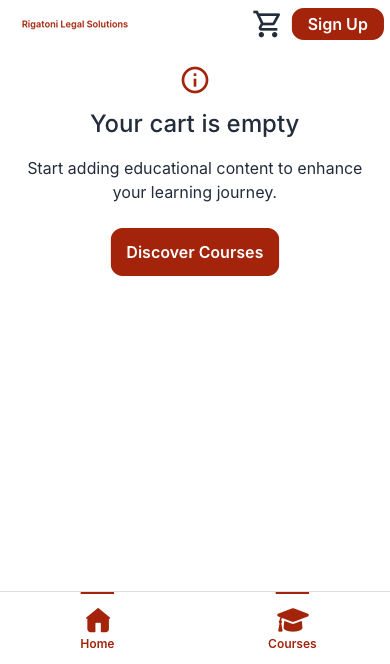 Rigatoni Legal Solutions
Sign Up
Your cart is empty
Start adding educational content to enhance
your learning journey.
Discover Courses
Home
Courses